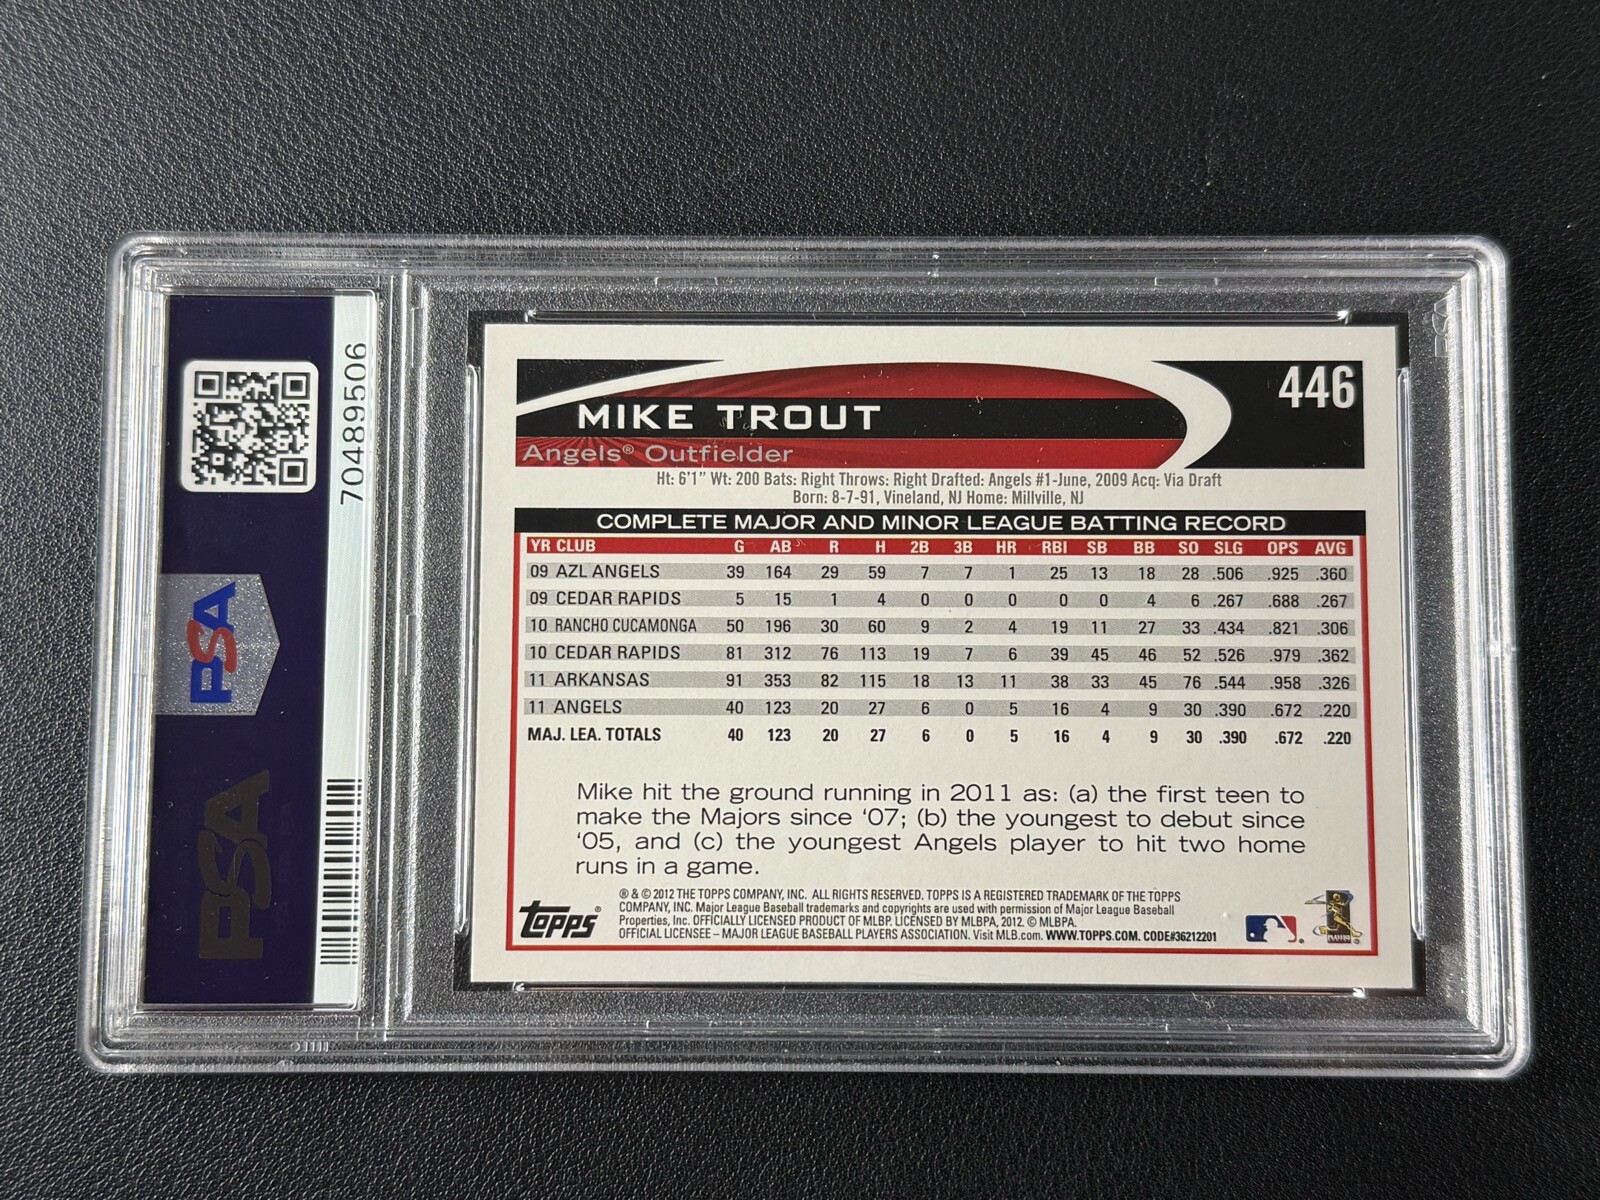 70489506
PSA
PSA
446
MIKE TROUT
Angels® Outfielder
Ht: 6'1" Wt: 200 Bats: Right Throws: Right Drafted: Angels #1-June, 2009 Acq: Via Draft
Born: 8-7-91, Vineland, NJ Home: Millville, NJ
COMPLETE MAJOR AND MINOR LEAGUE BATTING RECORD
YR CLUB G AB R H 2B 3B HR RBI SB BB SO SLG OPS AVG
09 AZL ANGELS 39 164 29 59 7 7 1 25 13 18 28 .506 .925 .360
09 CEDAR RAPIDS 5 15 1 4 0 0 0 0 0 4 6 .267 .688 .267
10 RANCHO CUCAMONGA 50 196 30 60 9 2 4 19 11 27 33 .434 .821 .306
10 CEDAR RAPIDS 81 312 76 113 19 7 6 39 45 46 52 .526 .979 .362
11 ARKANSAS 91 353 82 115 18 13 11 38 33 45 76 .544 .958 .326
11 ANGELS 40 123 20 27 6 0 5 16 4 9 30 .390 .672 .220
MAJ. LEA. TOTALS 40 123 20 27 6 0 5 16 4 9 30 .390 .672 .220
Mike hit the ground running in 2011 as: (a) the first teen to
make the Majors since '07; (b) the youngest to debut since
'05, and (c) the youngest Angels player to hit two home
runs in a game.
topps®
® & © 2012 THE TOPPS COMPANY, INC. ALL RIGHTS RESERVED. TOPPS IS A REGISTERED TRADEMARK OF THE TOPPS
COMPANY, INC. Major League Baseball trademarks and copyrights are used with permission of Major League Baseball
Properties, Inc. OFFICIALLY LICENSED PRODUCT OF MLBP. LICENSED BY MLBPA, 2012. © MLBPA.
OFFICIAL LICENSEE – MAJOR LEAGUE BASEBALL PLAYERS ASSOCIATION. Visit MLB.com. WWW.TOPPS.COM. CODE#36212201